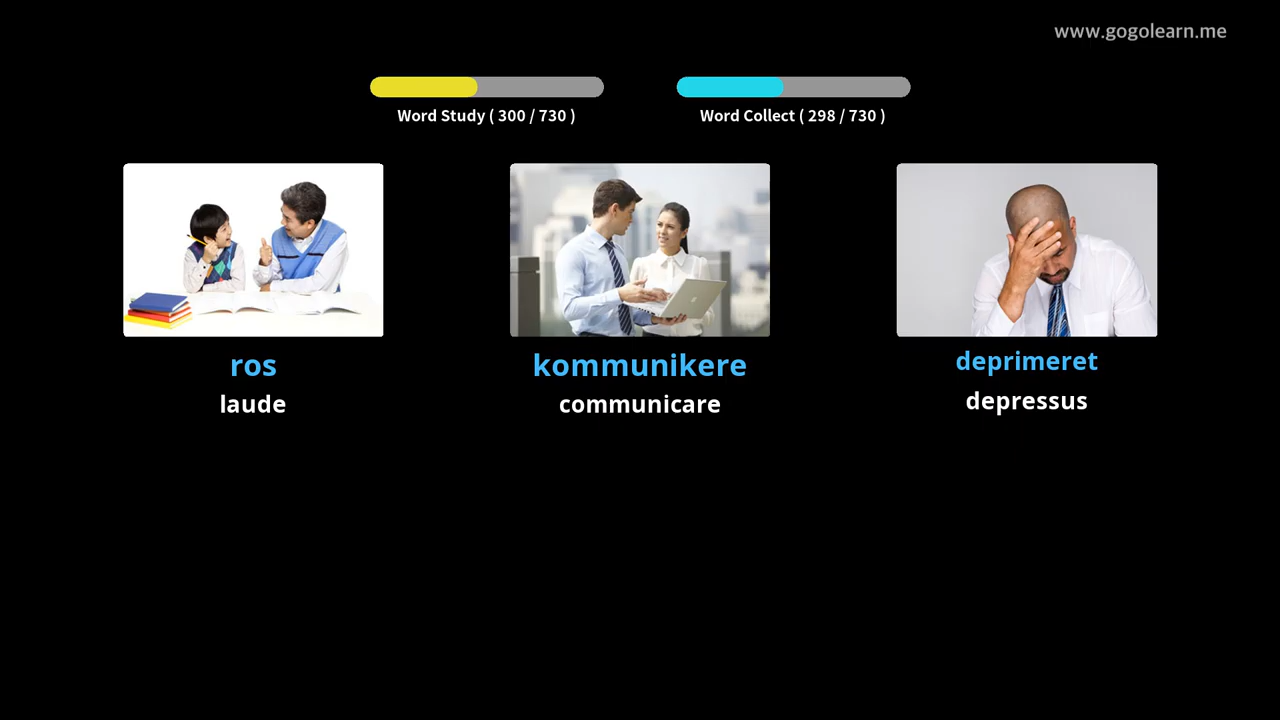 www.gogolearn.me
Word Study ( 300 / 730 )
Word Collect ( 298 / 730 )
ros
laude
kommunikere
communicare
deprimeret
depressus